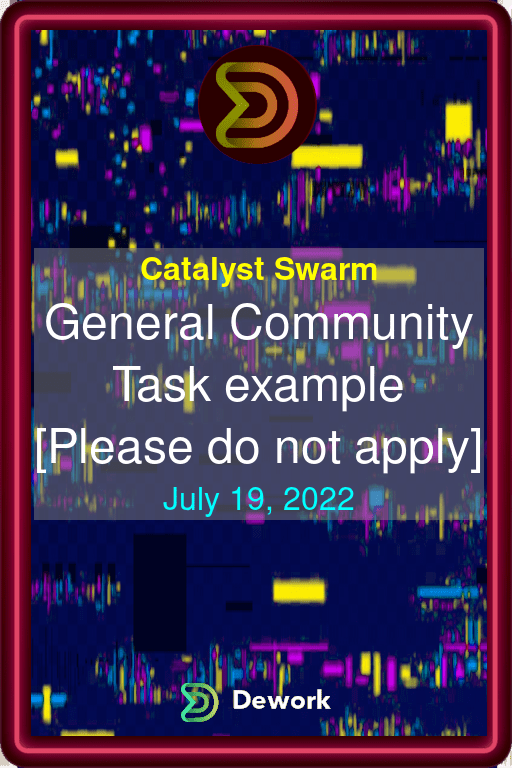 Catalyst Swarm
General Community
Task example
[Please do not apply]
July 19, 2022
Dework